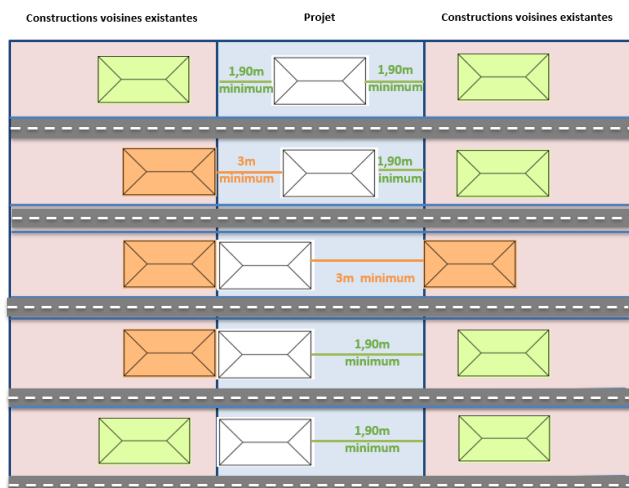 Constructions voisines existantes
Projet
Constructions voisines existantes
1,90m
minimum
1,90m
minimum
3m
minimum
1,90m
inimum
3m minimum
1,90m
minimum
1,90m
minimum